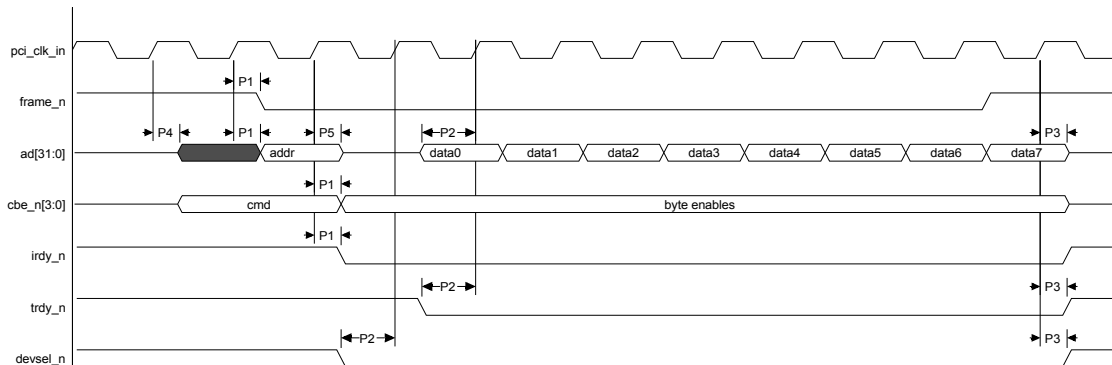 pci_clk_in
P1
frame_n
P4 P1 P5 P2 P3
ad[31:0] addr data0 data1 data2 data3 data4 data5 data6 data7
P1
cbe_n[3:0] cmd byte enables
P1
irdy_n
P2 P3
trdy_n
P2 P3
devsel_n